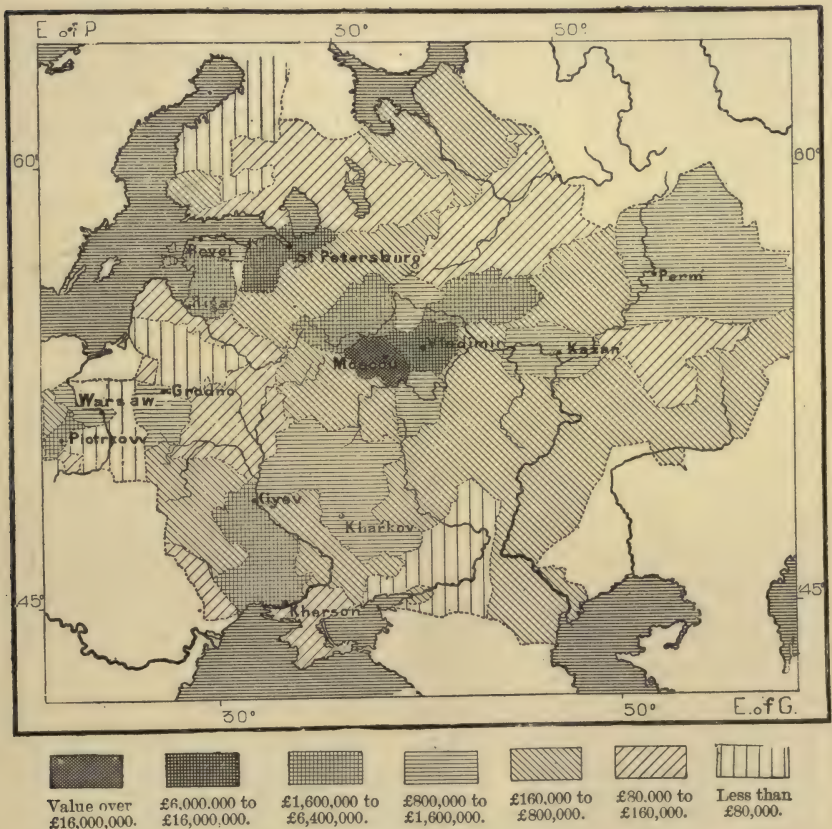 E. of P.
30°
50°
60°
60°
Revel
St Petersburg
Riga
Perm
Vladimir
Kazan
Moscou
Grodno
Warsaw
Piotrkow
Kiyev
Kharkov
45°
45°
Kherson
30°
50°
E. of G.
Value over
£16,000,000.
£6,000.000 to
£16,000,000.
£1,600,000 to
£6,400,000.
£800,000 to
£1,600,000.
£160,000 to
£800,000.
£80.000 to
£160,000.
Less than
£80,000.